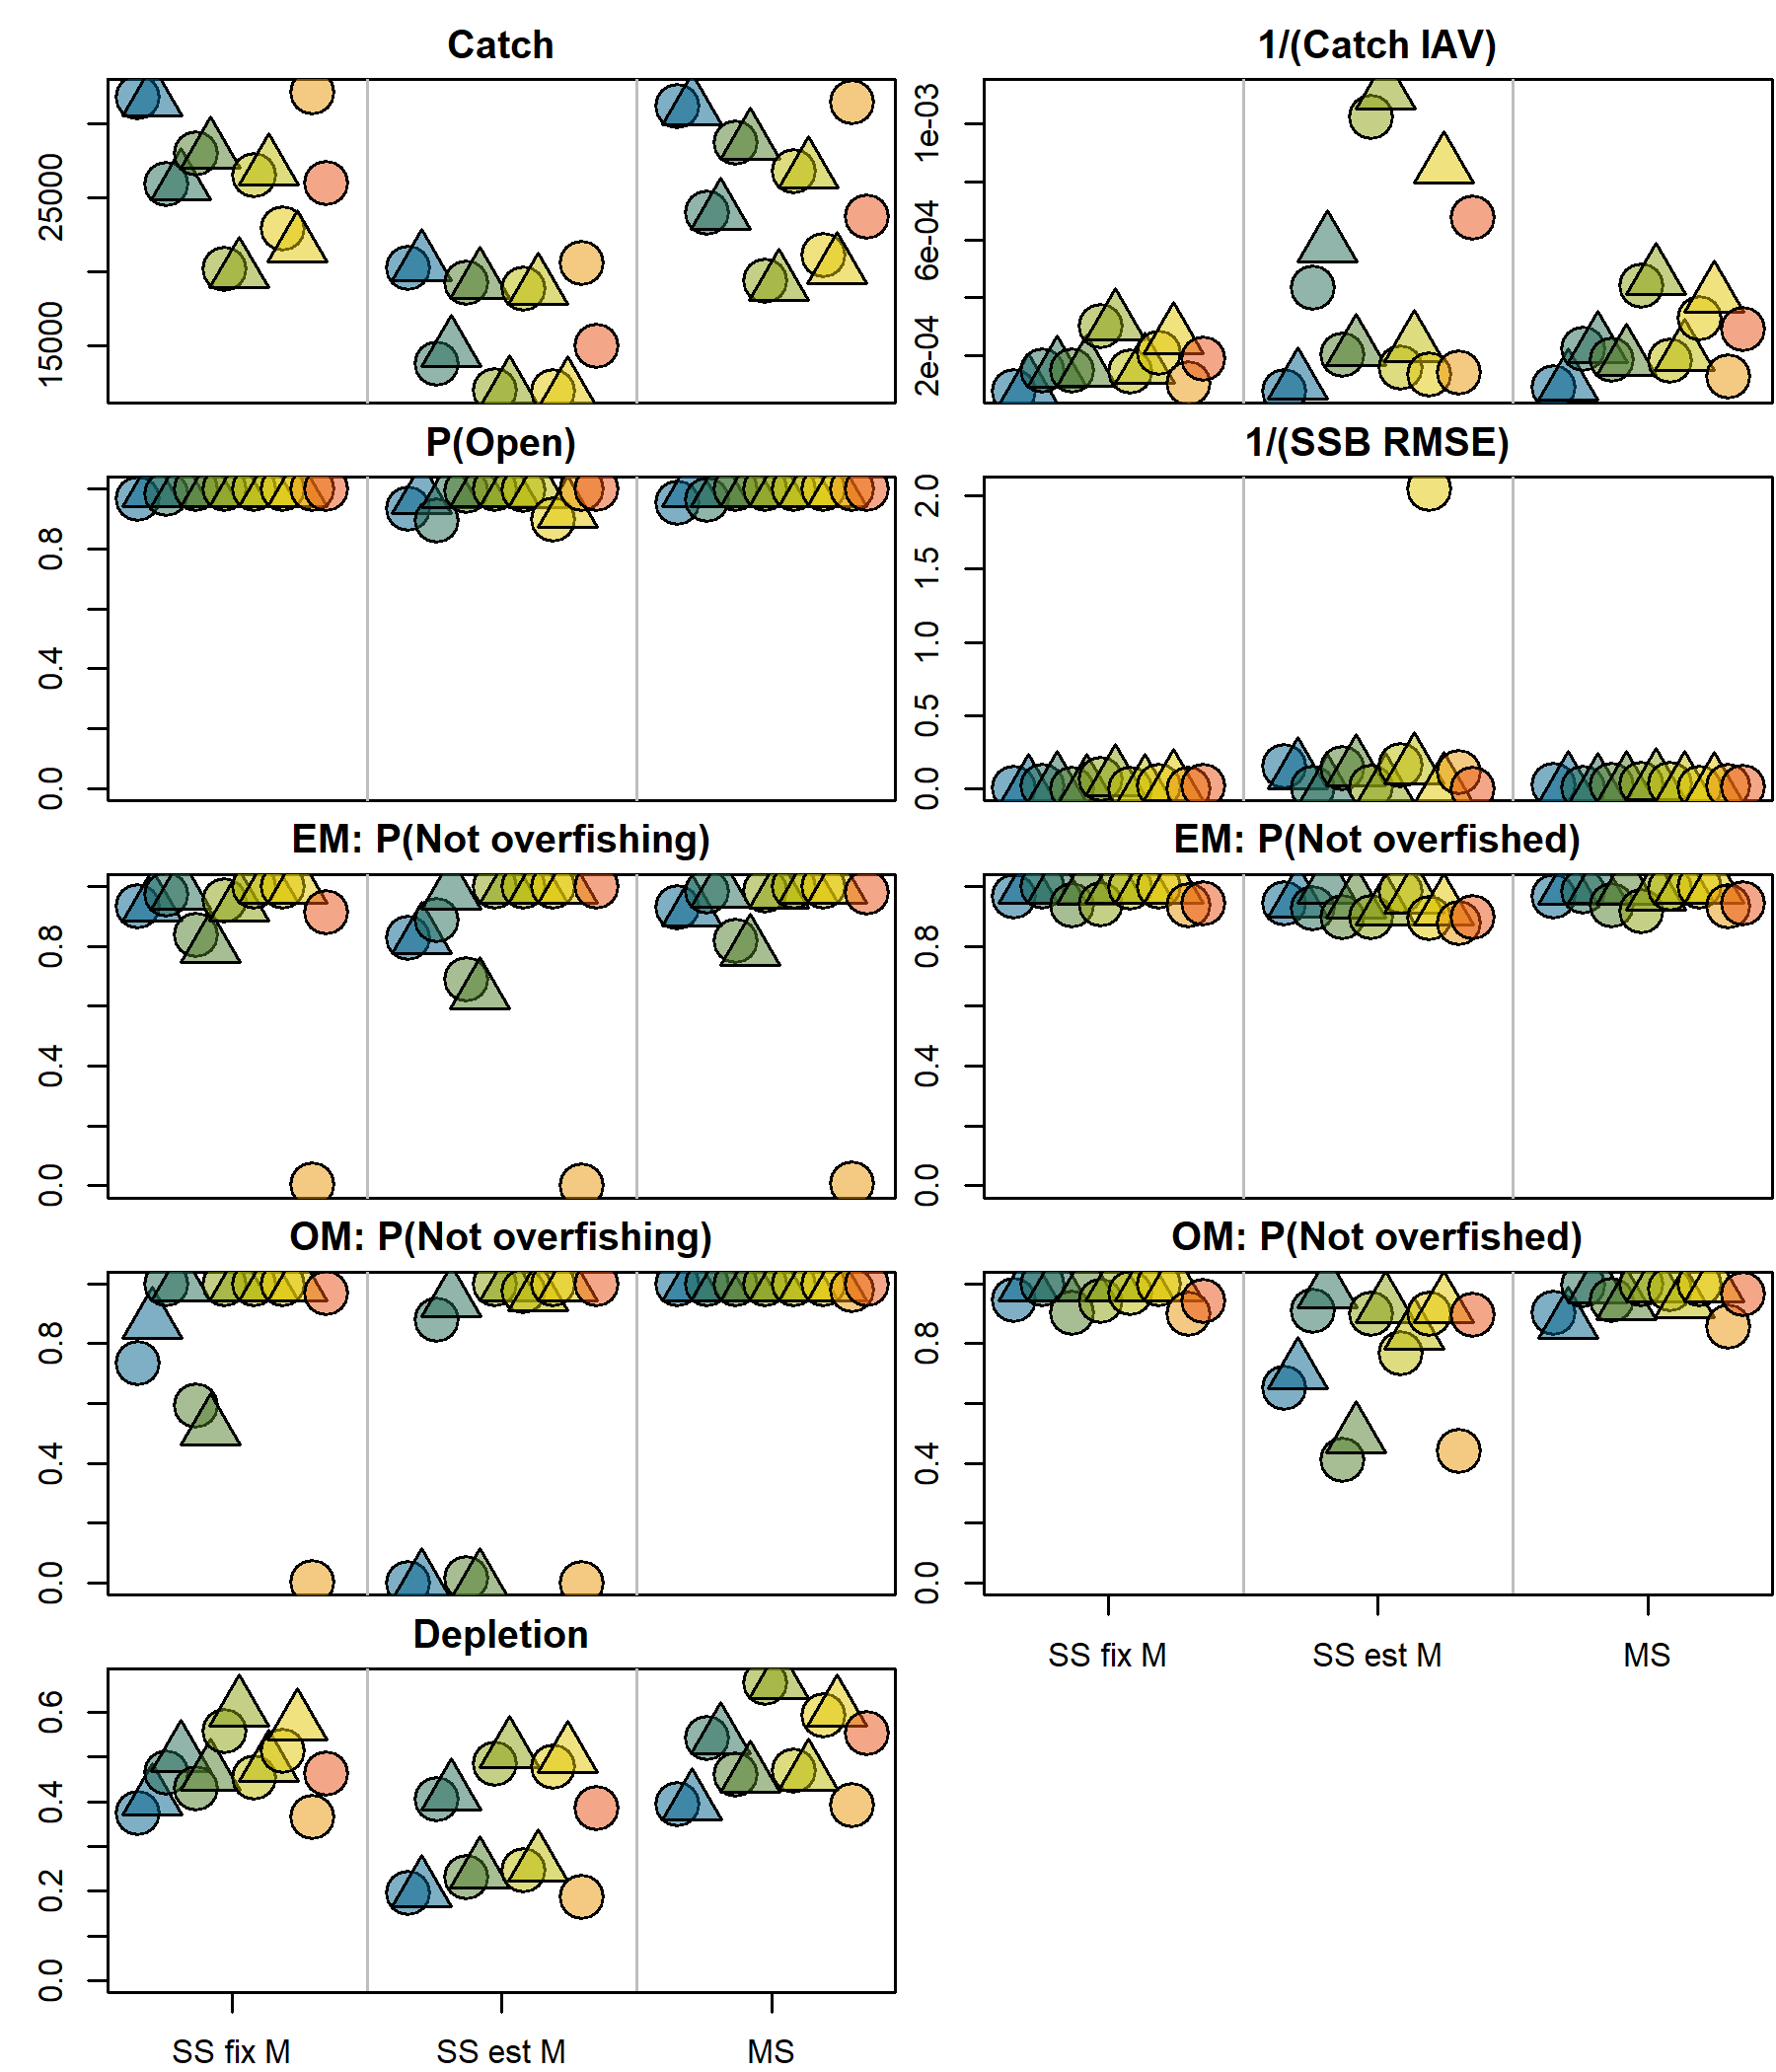 Catch
1/(Catch IAV)
15000 25000
2e-04 6e-04 1e-03
P(Open)
1/(SSB RMSE)
0.0 0.4 0.8
0.0 0.5 1.0 1.5 2.0
EM: P(Not overfishing)
EM: P(Not overfished)
0.0 0.4 0.8
0.0 0.4 0.8
OM: P(Not overfishing)
OM: P(Not overfished)
0.0 0.4 0.8
0.0 0.4 0.8
SS fix M SS est M MS
Depletion
0.0 0.2 0.4 0.6
SS fix M SS est M MS